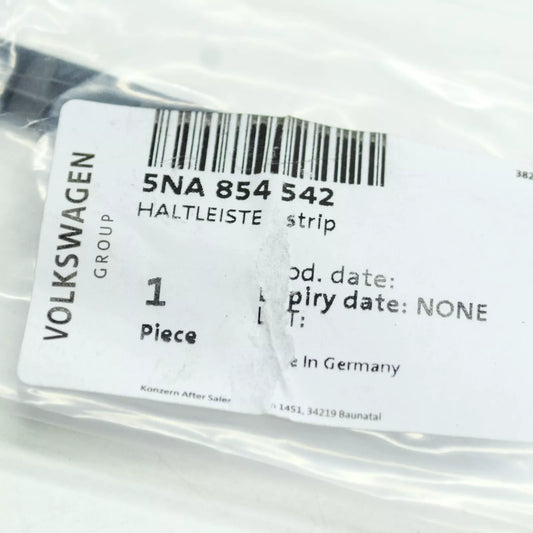 VOLKSWAGEN
GROUP
5NA 854 542
HALTLEISTE strip
1
Piece
od. date:
piry date: NONE
T:
In Germany
Konzern After Sales
1451, 34219 Baunatal
382